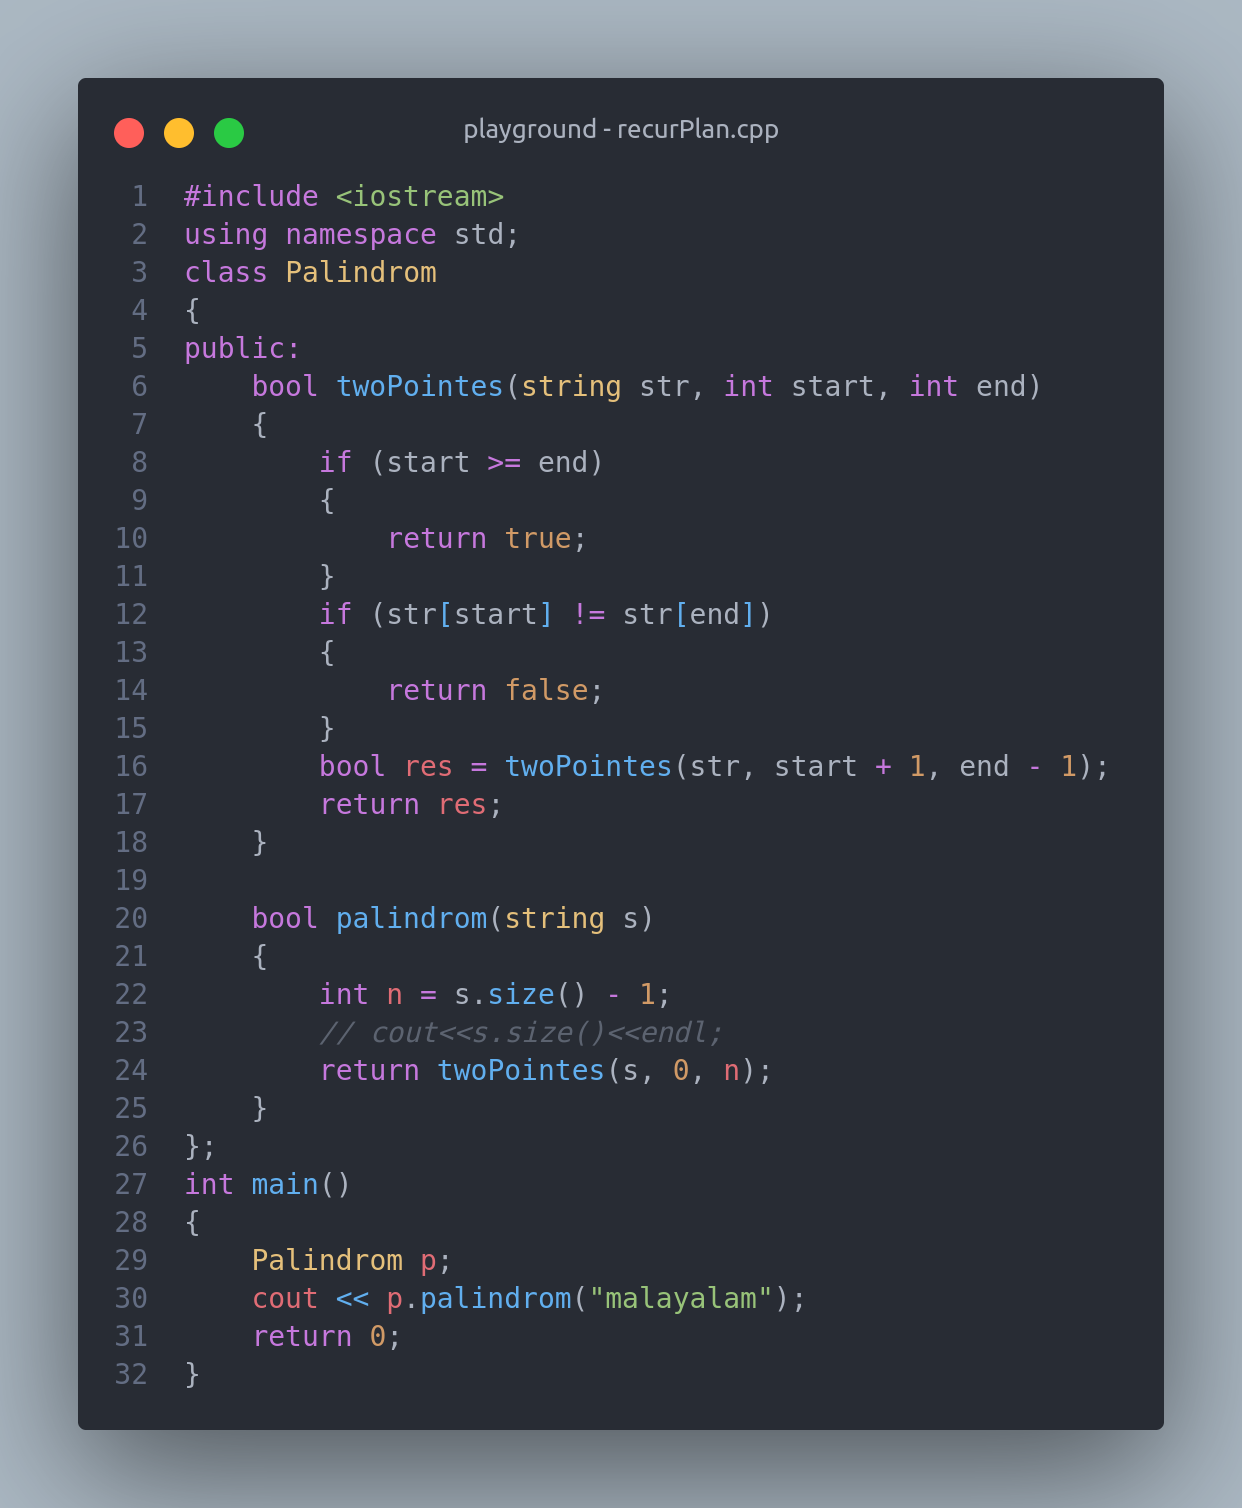 playground - recurPlan.cpp
1 #include <iostream>
2 using namespace std;
3 class Palindrom
4 {
5 public:
6     bool twoPointes(string str, int start, int end)
7     {
8         if (start >= end)
9         {
10             return true;
11         }
12         if (str[start] != str[end])
13         {
14             return false;
15         }
16         bool res = twoPointes(str, start + 1, end - 1);
17         return res;
18     }
19
20     bool palindrom(string s)
21     {
22         int n = s.size() - 1;
23         // cout<<s.size()<<endl;
24         return twoPointes(s, 0, n);
25     }
26 };
27 int main()
28 {
29     Palindrom p;
30     cout << p.palindrom("malayalam");
31     return 0;
32 }